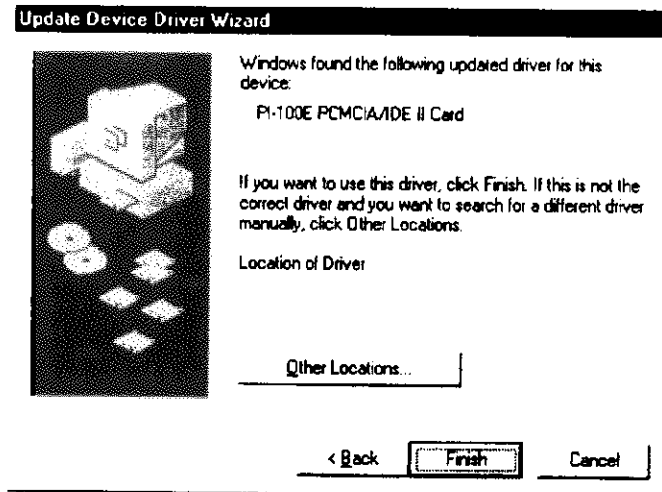 Update Device Driver Wizard
Windows found the following updated driver for this
device:
PI-100E PCMCIA/IDE II Card
If you want to use this driver, click Finish. If this is not the
correct driver and you want to search for a different driver
manually, click Other Locations.
Location of Driver
Other Locations...
< Back
Finish
Cancel